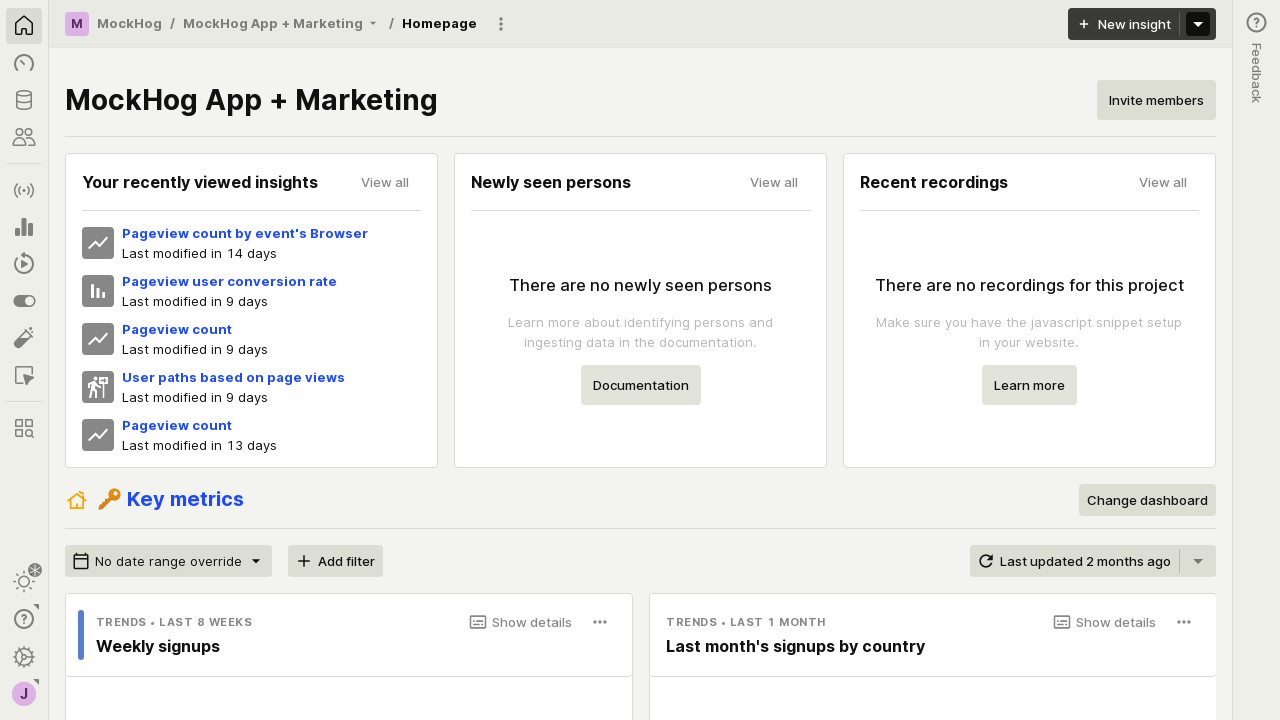 M MockHog / MockHog App + Marketing / Homepage
New insight
Feedback
MockHog App + Marketing
Invite members
Your recently viewed insights
View all
Pageview count by event's Browser
Last modified in 14 days
Pageview user conversion rate
Last modified in 9 days
Pageview count
Last modified in 9 days
User paths based on page views
Last modified in 9 days
Pageview count
Last modified in 13 days
Newly seen persons
View all
There are no newly seen persons
Learn more about identifying persons and
ingesting data in the documentation.
Documentation
Recent recordings
View all
There are no recordings for this project
Make sure you have the javascript snippet setup
in your website.
Learn more
🔑 Key metrics
Change dashboard
No date range override
Add filter
Last updated 2 months ago
TRENDS • LAST 8 WEEKS
Show details
Weekly signups
TRENDS • LAST 1 MONTH
Show details
Last month's signups by country
J